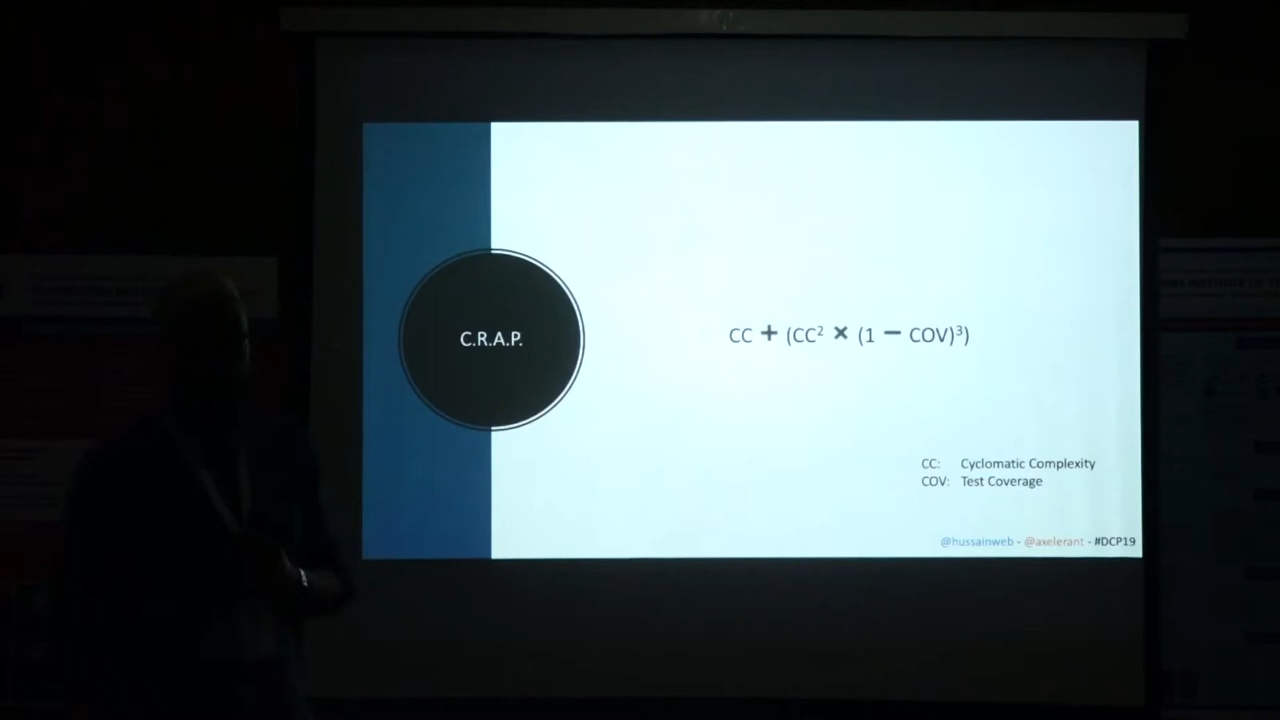 C.R.A.P.
CC + (CC² × (1 − COV)³)
CC: Cyclomatic Complexity
COV: Test Coverage
@hussainweb - @axelerant - #DCP19